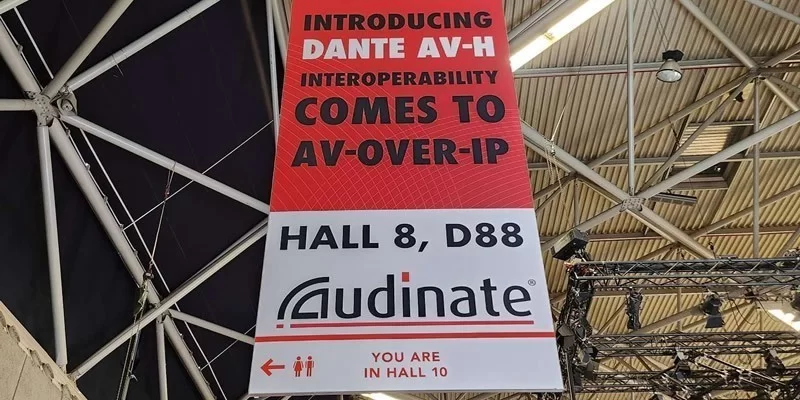 INTRODUCING
DANTE AV-H
INTEROPERABILITY
COMES TO
AV-OVER-IP
HALL 8, D88
audinate®
YOU ARE
IN HALL 10